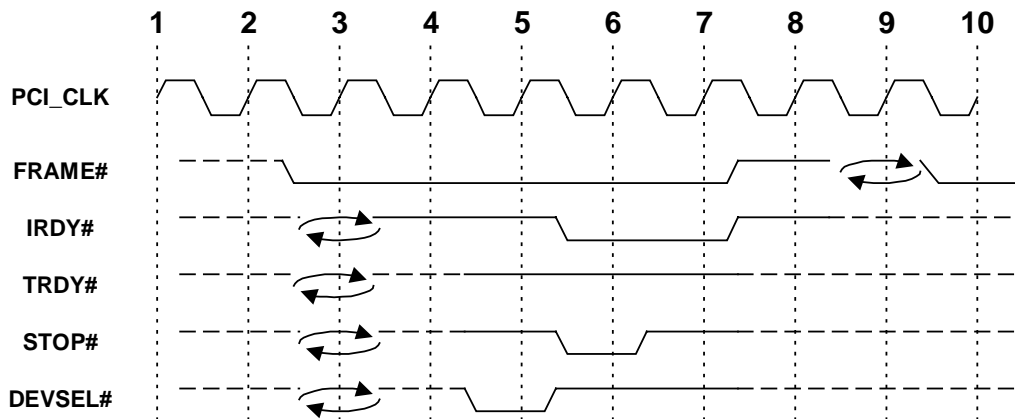 1 2 3 4 5 6 7 8 9 10
PCI_CLK
FRAME#
IRDY#
TRDY#
STOP#
DEVSEL#